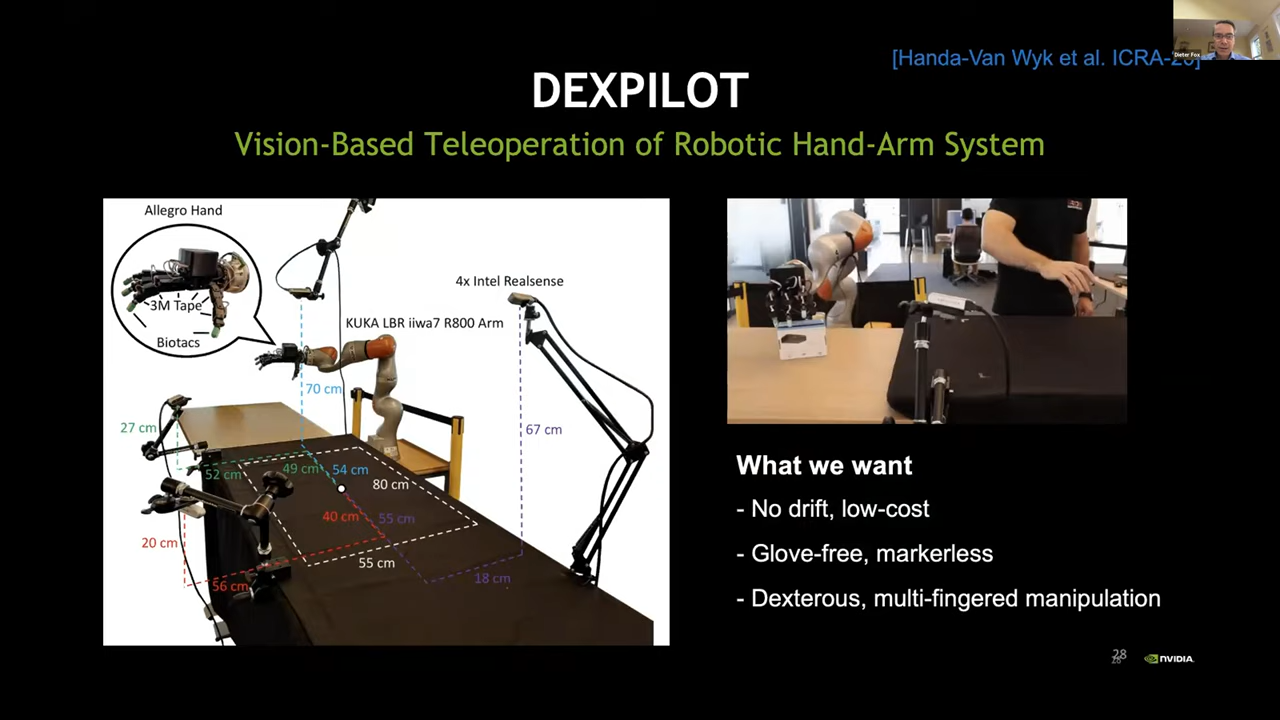 Dieter Fox
[Handa-Van Wyk et al. ICRA-20]
DEXPILOT
Vision-Based Teleoperation of Robotic Hand-Arm System
Allegro Hand
3M Tape
Biotacs
4x Intel Realsense
KUKA LBR iiwa7 R800 Arm
70 cm
27 cm
67 cm
52 cm
49 cm
54 cm
80 cm
40 cm
55 cm
20 cm
55 cm
56 cm
18 cm
What we want
- No drift, low-cost
- Glove-free, markerless
- Dexterous, multi-fingered manipulation
28
NVIDIA